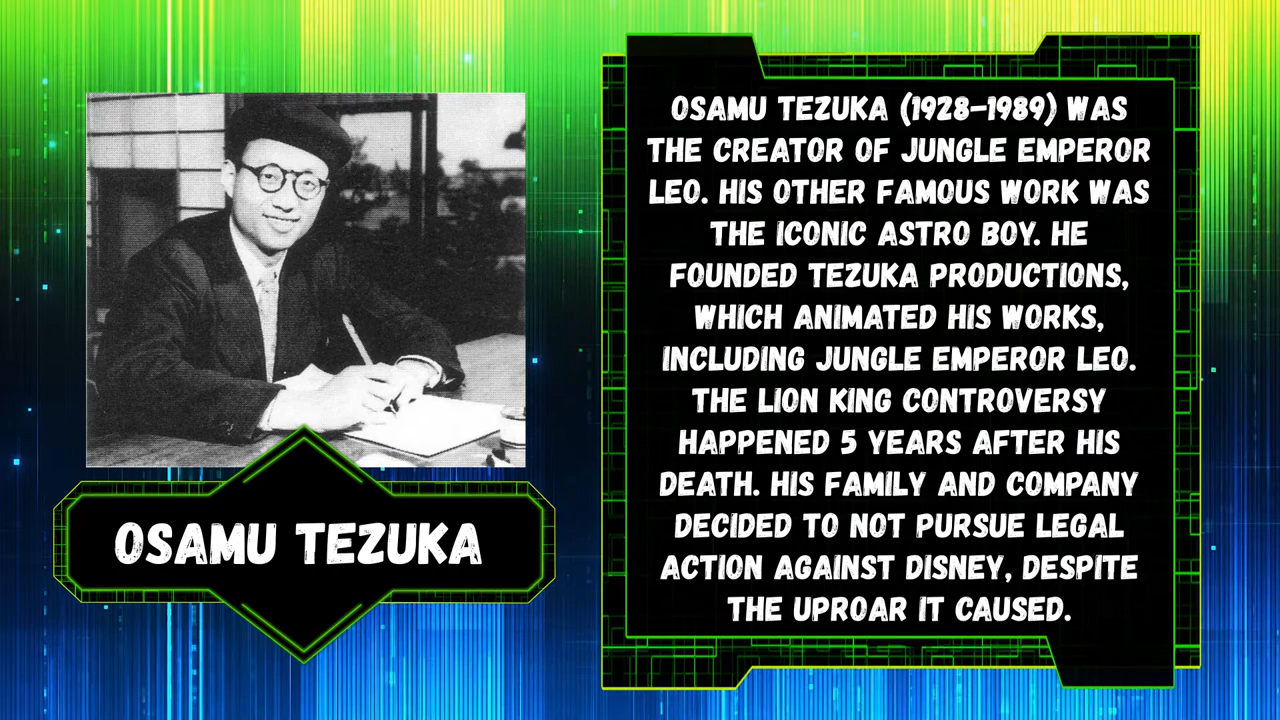 OSAMU TEZUKA
OSAMU TEZUKA (1928–1989) WAS
THE CREATOR OF JUNGLE EMPEROR
LEO. HIS OTHER FAMOUS WORK WAS
THE ICONIC ASTRO BOY. HE
FOUNDED TEZUKA PRODUCTIONS,
WHICH ANIMATED HIS WORKS,
INCLUDING JUNGLE EMPEROR LEO.
THE LION KING CONTROVERSY
HAPPENED 5 YEARS AFTER HIS
DEATH. HIS FAMILY AND COMPANY
DECIDED TO NOT PURSUE LEGAL
ACTION AGAINST DISNEY, DESPITE
THE UPROAR IT CAUSED.